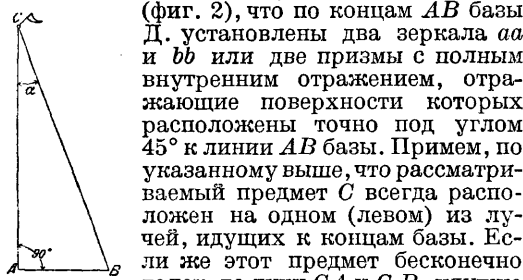 (фиг. 2), что по концам AB базы
Д. установлены два зеркала aa
и bb или две призмы с полным
внутренним отражением, отра-
жающие поверхности которых
расположены точно под углом
45° к линии AB базы. Примем, по
указанному выше, что рассматри-
ваемый предмет C всегда распо-
ложен на одном (левом) из лу-
чей, идущих к концам базы. Ес-
ли же этот предмет бесконечно
C
α
90°
A
B